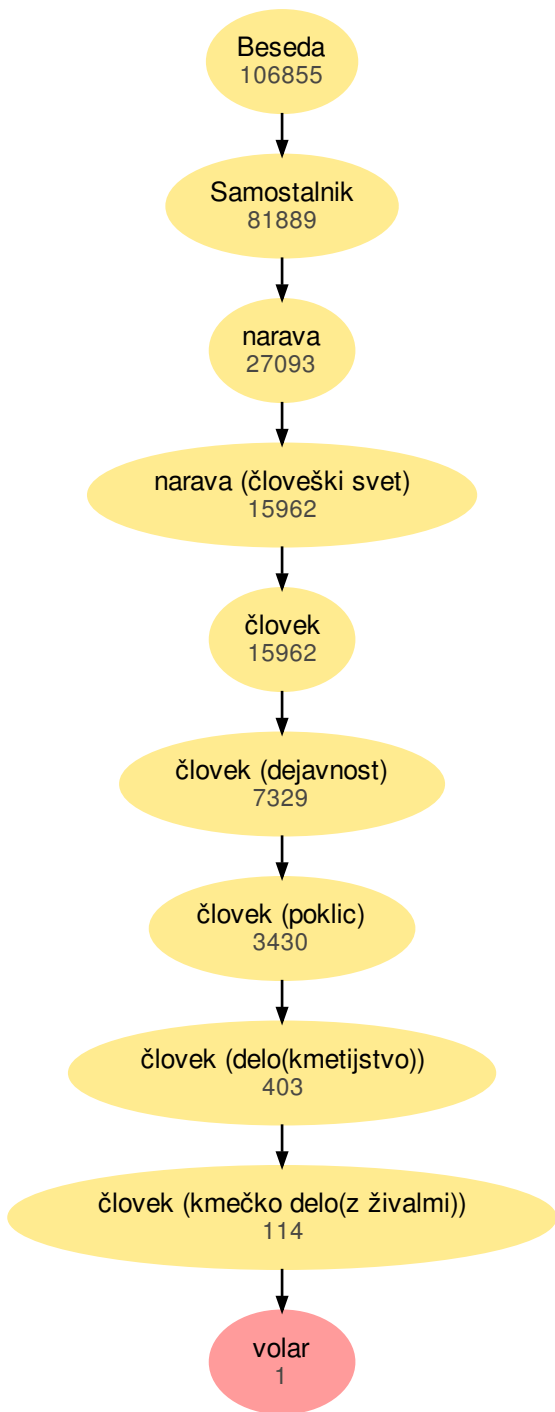 Beseda
106855
Samostalnik
81889
narava
27093
narava (človeški svet)
15962
človek
15962
človek (dejavnost)
7329
človek (poklic)
3430
človek (delo(kmetijstvo))
403
človek (kmečko delo(z živalmi))
114
volar
1